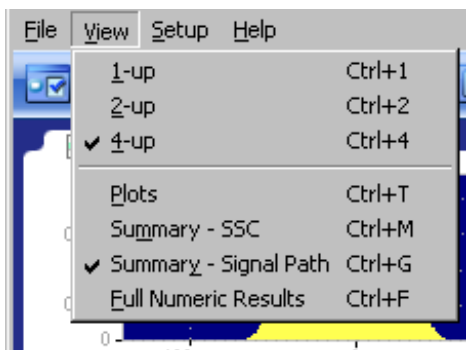 File View Setup Help
1-up Ctrl+1
2-up Ctrl+2
4-up Ctrl+4
Plots Ctrl+T
Summary - SSC Ctrl+M
Summary - Signal Path Ctrl+G
Full Numeric Results Ctrl+F
0